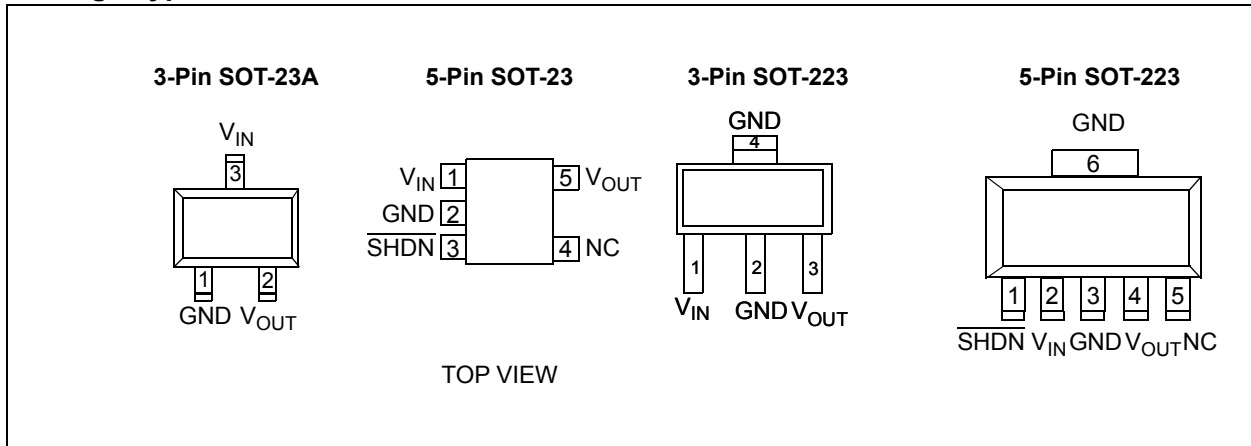 3-Pin SOT-23A
5-Pin SOT-23
3-Pin SOT-223
5-Pin SOT-223
VIN
3
1
2
GND VOUT
VIN 1
5 VOUT
GND 2
SHDN 3
4 NC
GND
4
1
2
3
VIN GND VOUT
GND
6
1 2 3 4 5
SHDN VIN GND VOUT NC
TOP VIEW